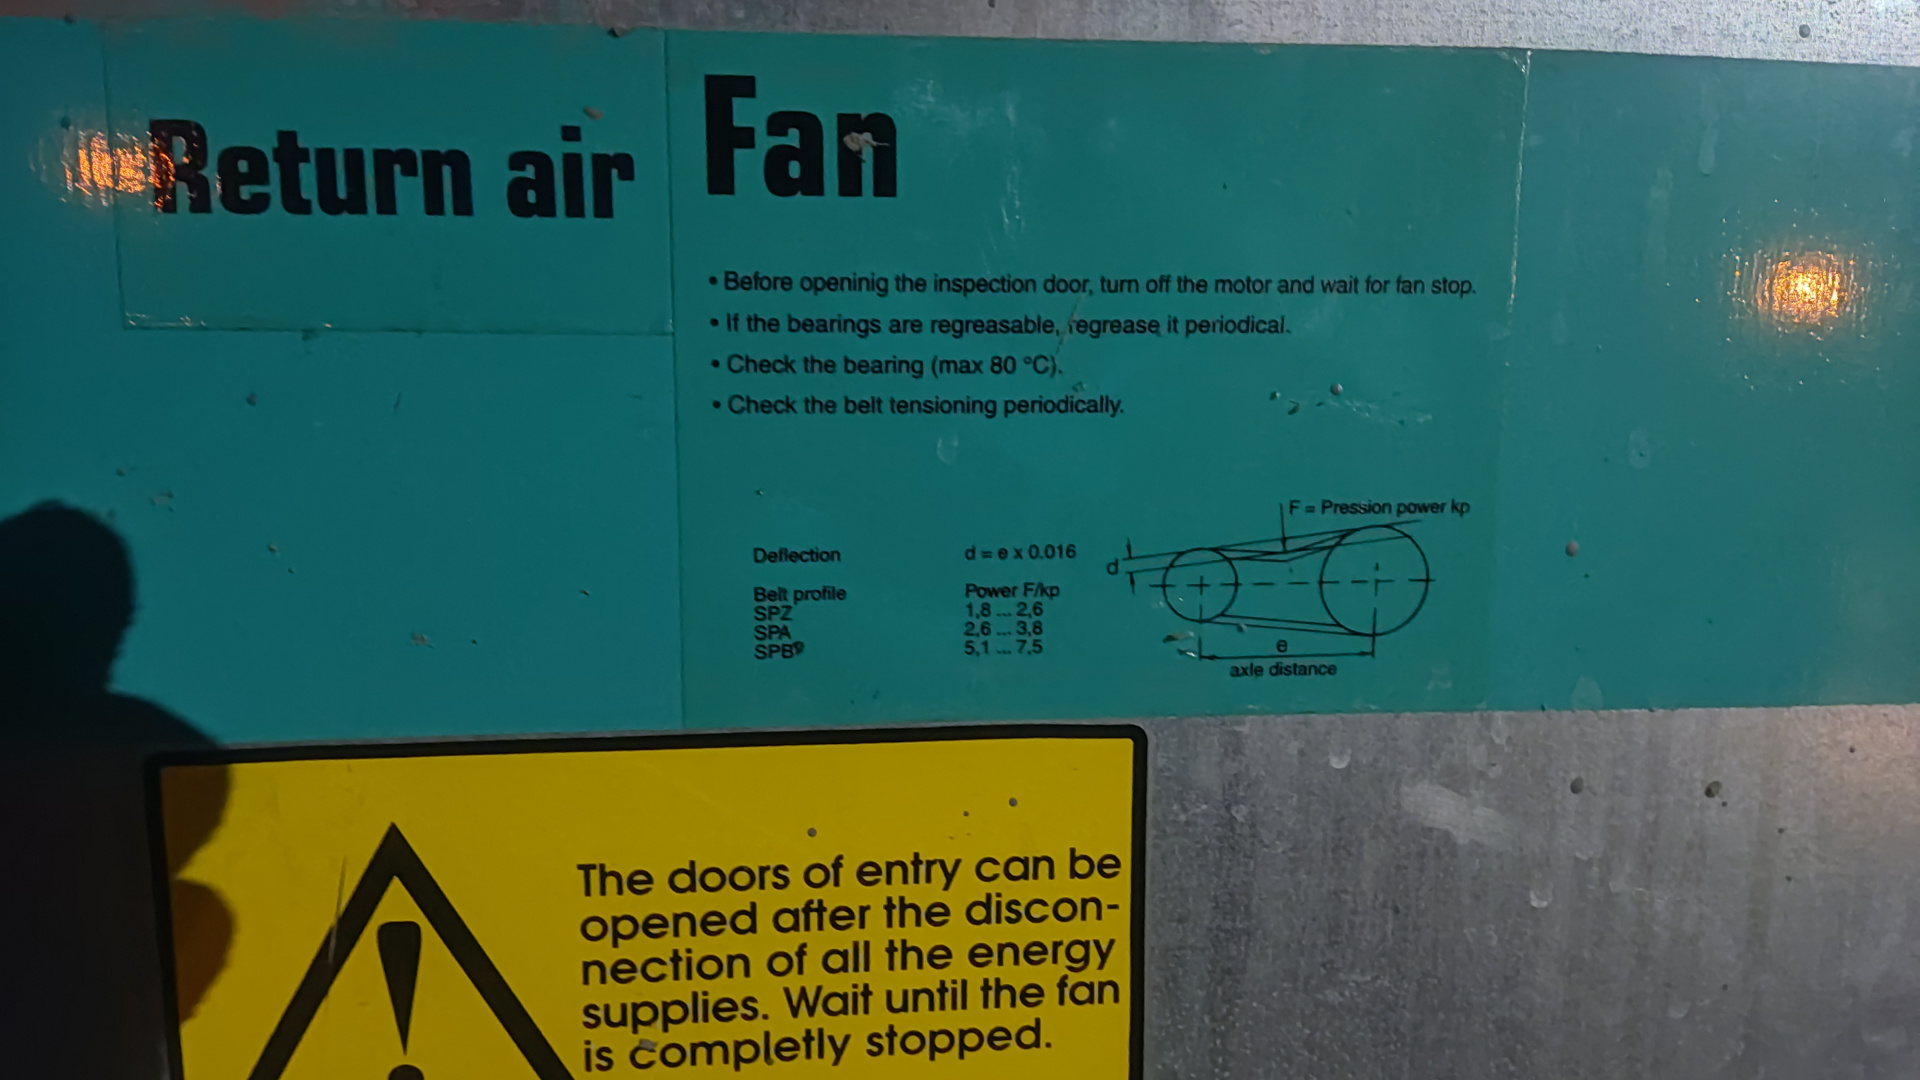 Return air
Fan
• Before openinig the inspection door, turn off the motor and wait for fan stop.
• If the bearings are regreasable, regrease it periodical.
• Check the bearing (max 80 °C).
• Check the belt tensioning periodically.
F = Pression power kp
Deflection d = e x 0.016
d
Belt profile Power F/kp
SPZ 1,8 ... 2,6
SPA 2,6 ... 3,8
SPB 5,1 ... 7,5
e
axle distance
The doors of entry can be
opened after the discon-
nection of all the energy
supplies. Wait until the fan
is completly stopped.